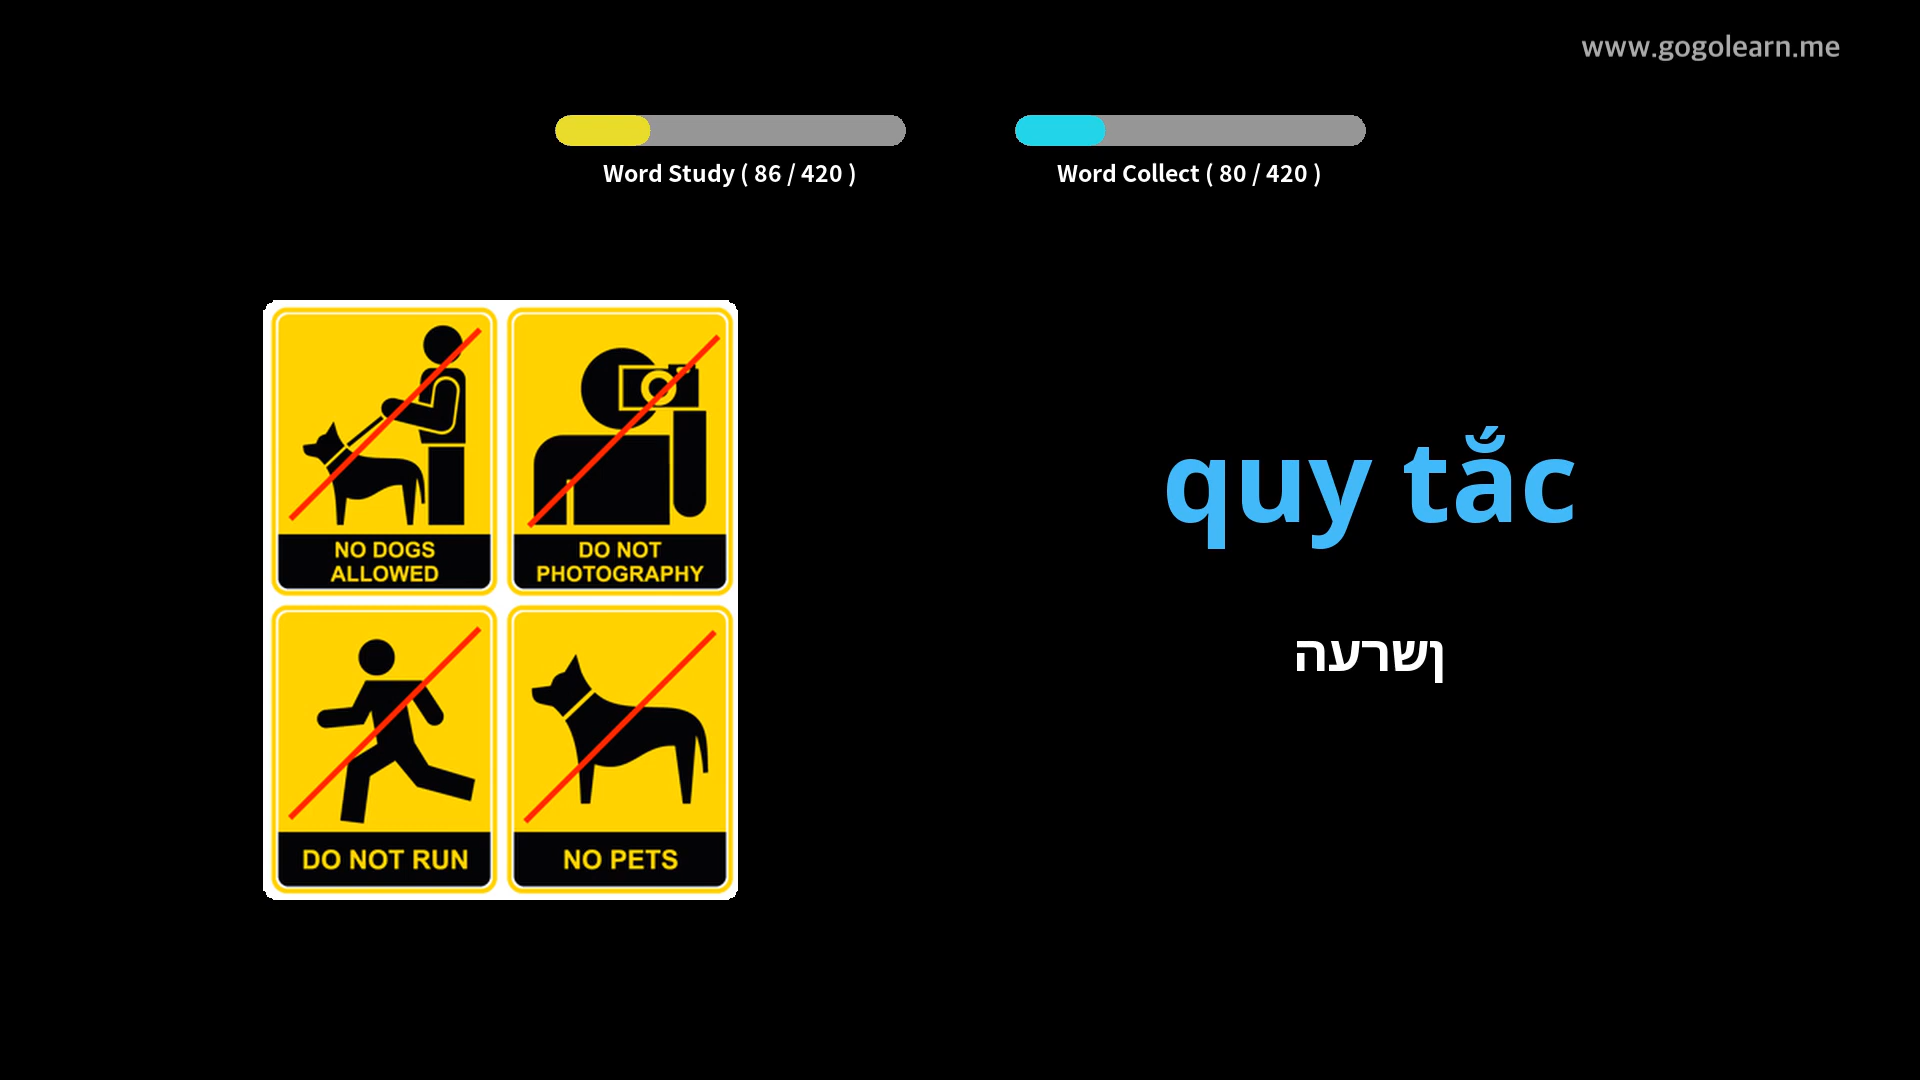 www.gogolearn.me
Word Study ( 86 / 420 )
Word Collect ( 80 / 420 )
NO DOGS
ALLOWED
DO NOT
PHOTOGRAPHY
DO NOT RUN
NO PETS
quy tắc
ןשרעה